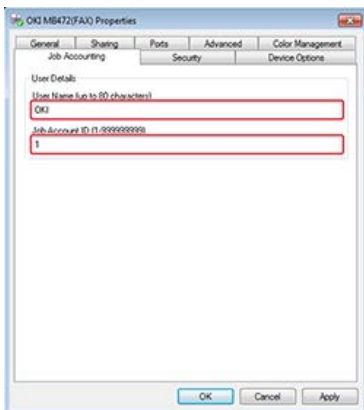 OKI MB472(FAX) Properties
General Sharing Ports Advanced Color Management
Job Accounting Security Device Options
User Details
User Name (up to 80 characters)
OKI
Job Account ID (1-999999999)
1
OK Cancel Apply